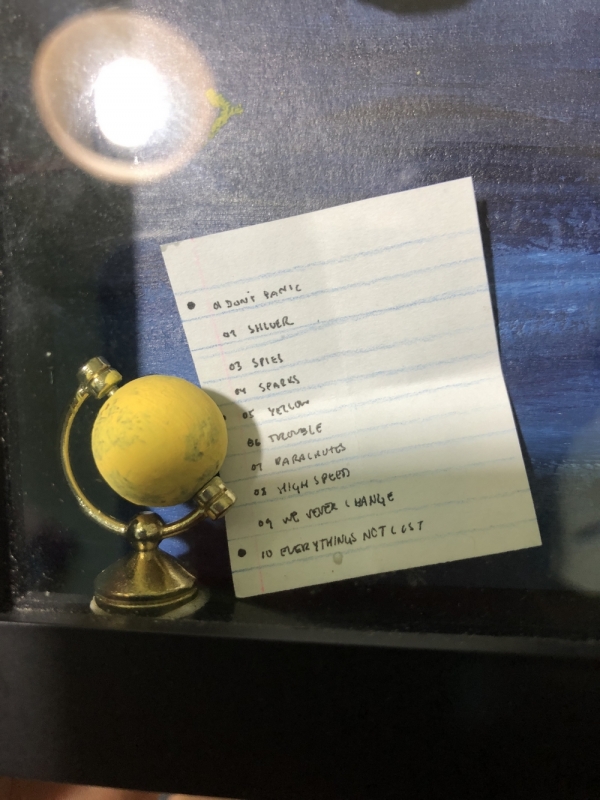 • 01 DON'T PANIC
02 SHIVER
03 SPIES
04 SPARKS
05 YELLOW
06 TROUBLE
07 PARACHUTES
08 HIGH SPEED
09 WE NEVER CHANGE
• 10 EVERYTHINGS NOT LOST